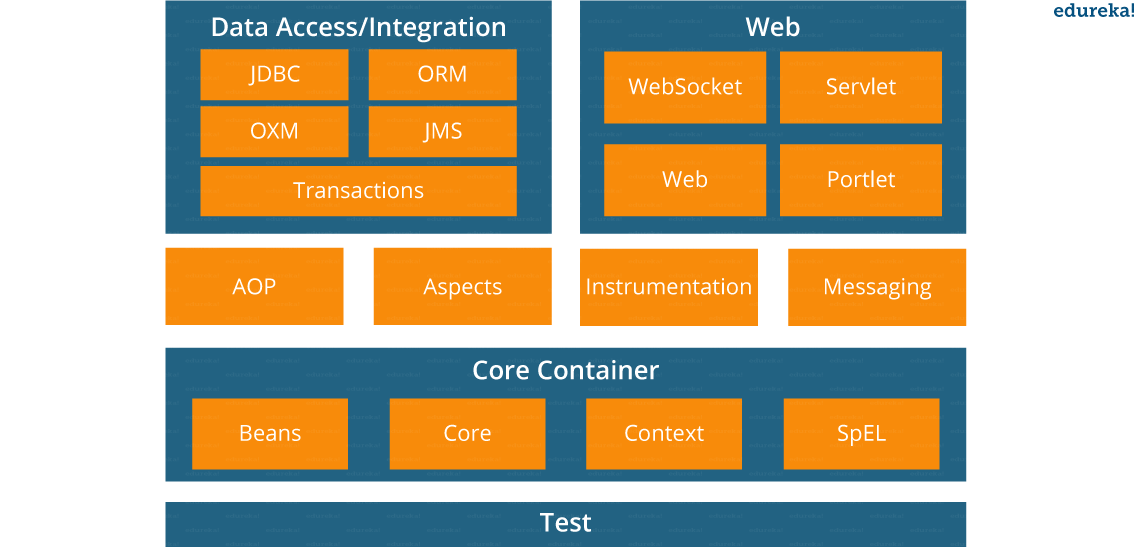 edureka!
Data Access/Integration
JDBC
ORM
OXM
JMS
Transactions
Web
WebSocket
Servlet
Web
Portlet
AOP
Aspects
Instrumentation
Messaging
Core Container
Beans
Core
Context
SpEL
Test